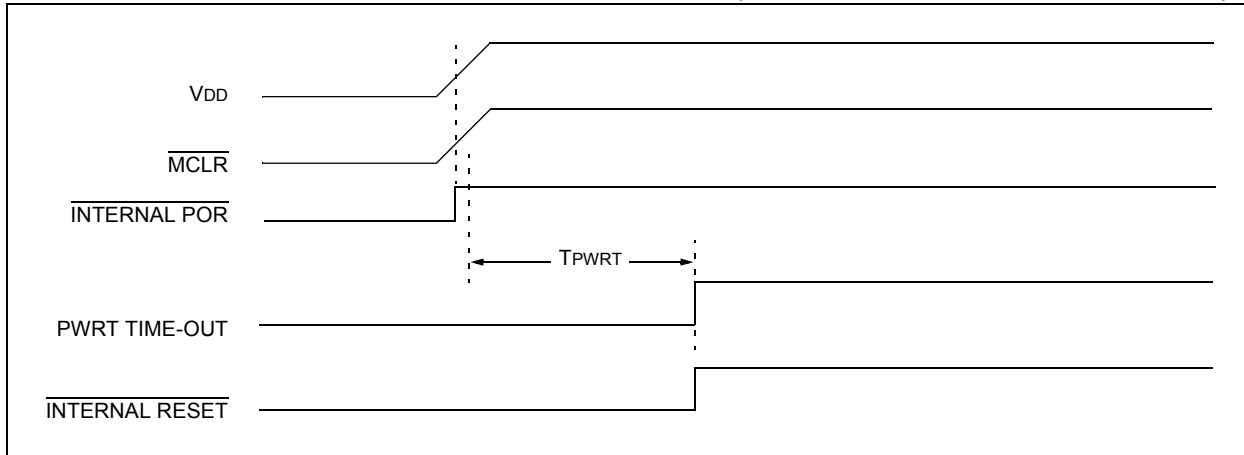 VDD
MCLR
INTERNAL POR
TPWRT
PWRT TIME-OUT
INTERNAL RESET